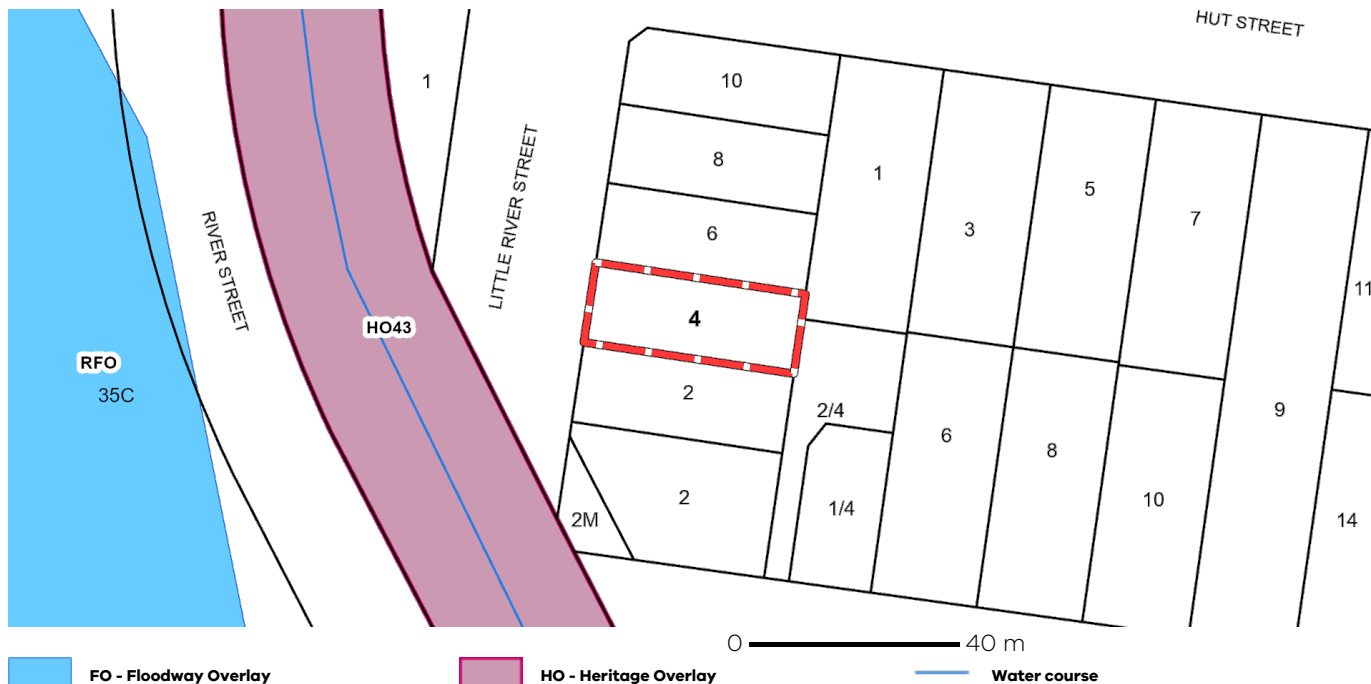 HUT STREET
1
10
8
6
4
2
2
2M
LITTLE RIVER STREET
RIVER STREET
HO43
RFO
35C
1
3
5
7
11
2/4
1/4
6
8
10
9
14
0 40 m
FO - Floodway Overlay
HO - Heritage Overlay
Water course